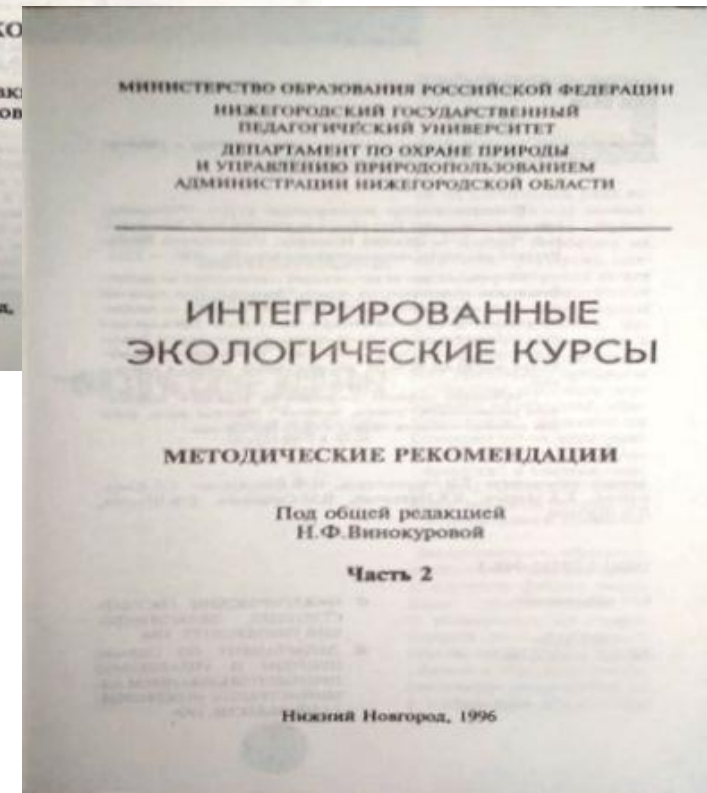 МИНИСТЕРСТВО ОБРАЗОВАНИЯ РОССИЙСКОЙ ФЕДЕРАЦИИ
НИЖЕГОРОДСКИЙ ГОСУДАРСТВЕННЫЙ
ПЕДАГОГИЧЕСКИЙ УНИВЕРСИТЕТ
ДЕПАРТАМЕНТ ПО ОХРАНЕ ПРИРОДЫ
И УПРАВЛЕНИЮ ПРИРОДОПОЛЬЗОВАНИЕМ
АДМИНИСТРАЦИИ НИЖЕГОРОДСКОЙ ОБЛАСТИ
ИНТЕГРИРОВАННЫЕ
ЭКОЛОГИЧЕСКИЕ КУРСЫ
МЕТОДИЧЕСКИЕ РЕКОМЕНДАЦИИ
Под общей редакцией
Н.Ф.Винокуровой
Часть 2
Нижний Новгород, 1996